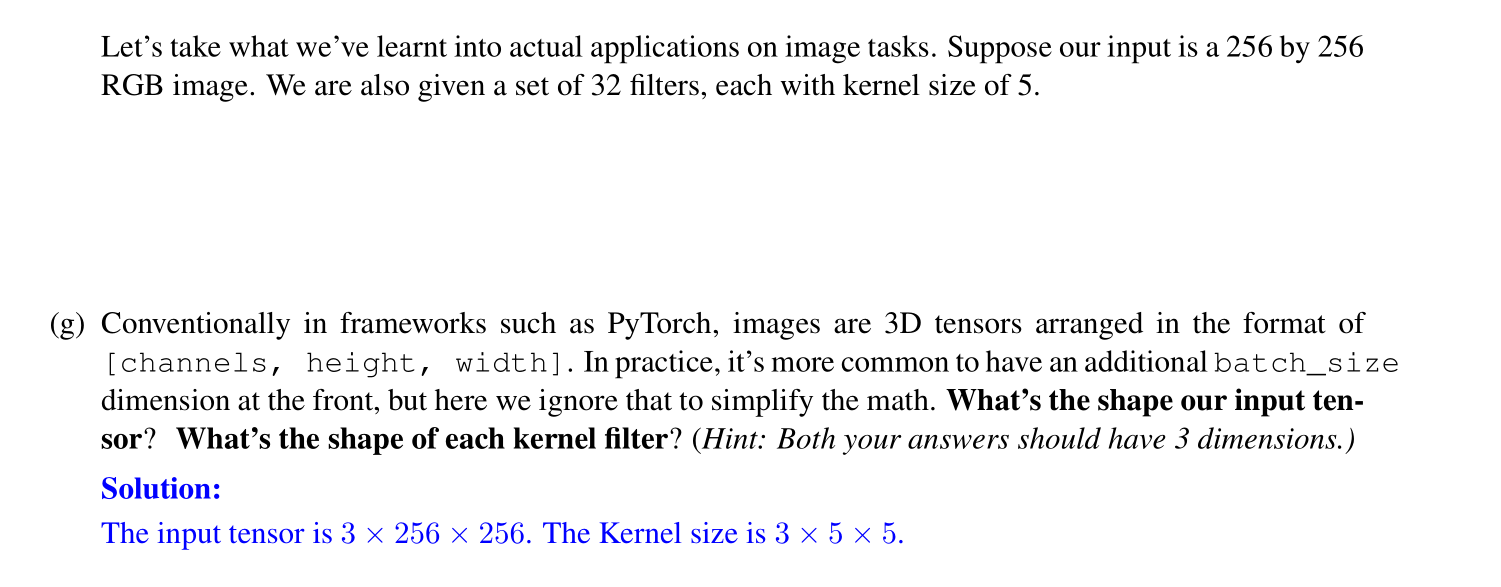 Let’s take what we’ve learnt into actual applications on image tasks. Suppose our input is a 256 by 256
RGB image. We are also given a set of 32 filters, each with kernel size of 5.
(g) Conventionally in frameworks such as PyTorch, images are 3D tensors arranged in the format of
[channels, height, width]. In practice, it’s more common to have an additional batch_size
dimension at the front, but here we ignore that to simplify the math. What’s the shape our input ten-
sor? What’s the shape of each kernel filter? (Hint: Both your answers should have 3 dimensions.)
Solution:
The input tensor is 3 × 256 × 256. The Kernel size is 3 × 5 × 5.